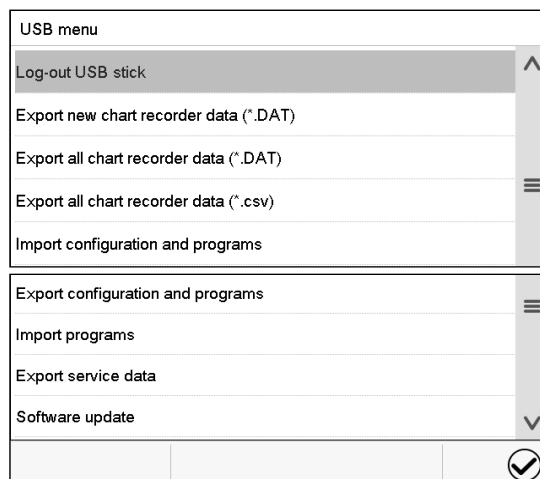 USB menu
Log-out USB stick
Export new chart recorder data (*.DAT)
Export all chart recorder data (*.DAT)
Export all chart recorder data (*.csv)
Import configuration and programs
Export configuration and programs
Import programs
Export service data
Software update